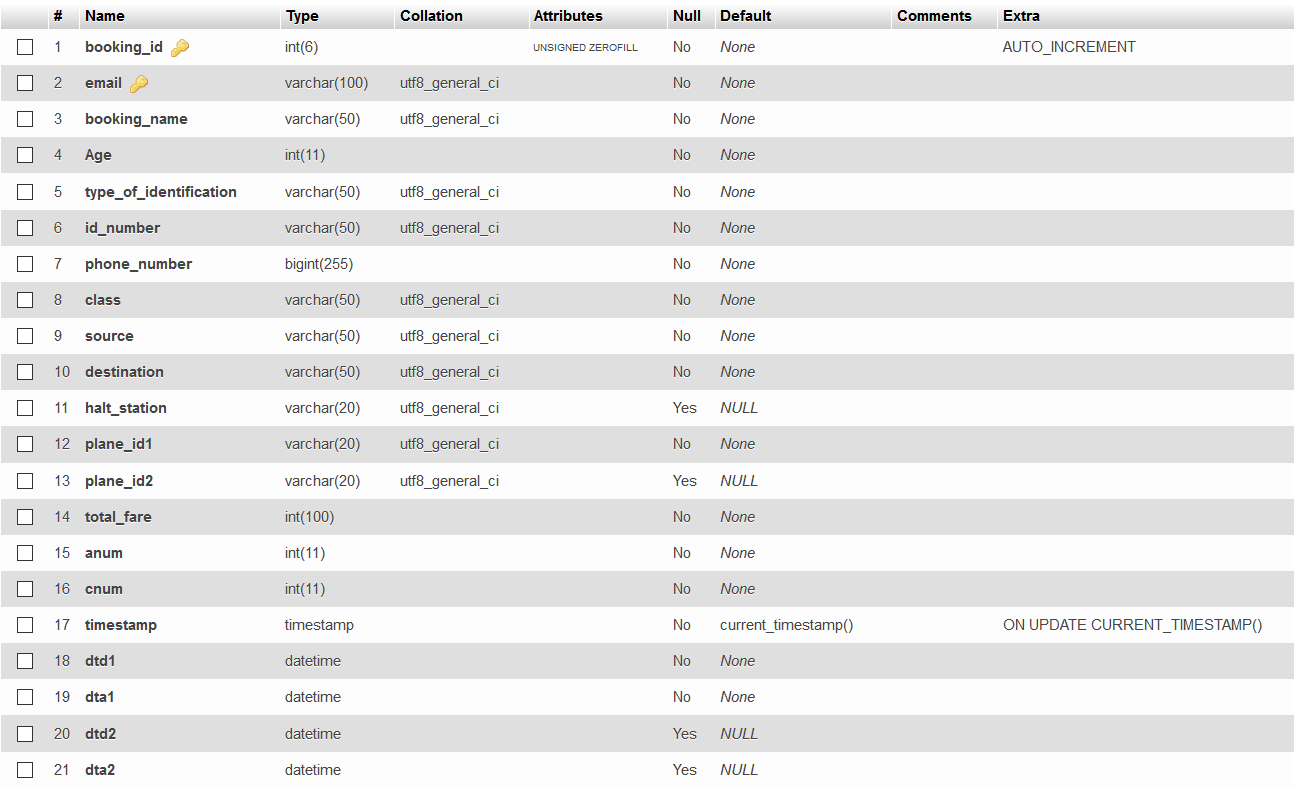 # Name Type Collation Attributes Null Default Comments Extra
1 booking_id int(6) UNSIGNED ZEROFILL No None AUTO_INCREMENT
2 email varchar(100) utf8_general_ci No None
3 booking_name varchar(50) utf8_general_ci No None
4 Age int(11) No None
5 type_of_identification varchar(50) utf8_general_ci No None
6 id_number varchar(50) utf8_general_ci No None
7 phone_number bigint(255) No None
8 class varchar(50) utf8_general_ci No None
9 source varchar(50) utf8_general_ci No None
10 destination varchar(50) utf8_general_ci No None
11 halt_station varchar(20) utf8_general_ci Yes NULL
12 plane_id1 varchar(20) utf8_general_ci No None
13 plane_id2 varchar(20) utf8_general_ci Yes NULL
14 total_fare int(100) No None
15 anum int(11) No None
16 cnum int(11) No None
17 timestamp timestamp No current_timestamp() ON UPDATE CURRENT_TIMESTAMP()
18 dtd1 datetime No None
19 dta1 datetime No None
20 dtd2 datetime Yes NULL
21 dta2 datetime Yes NULL